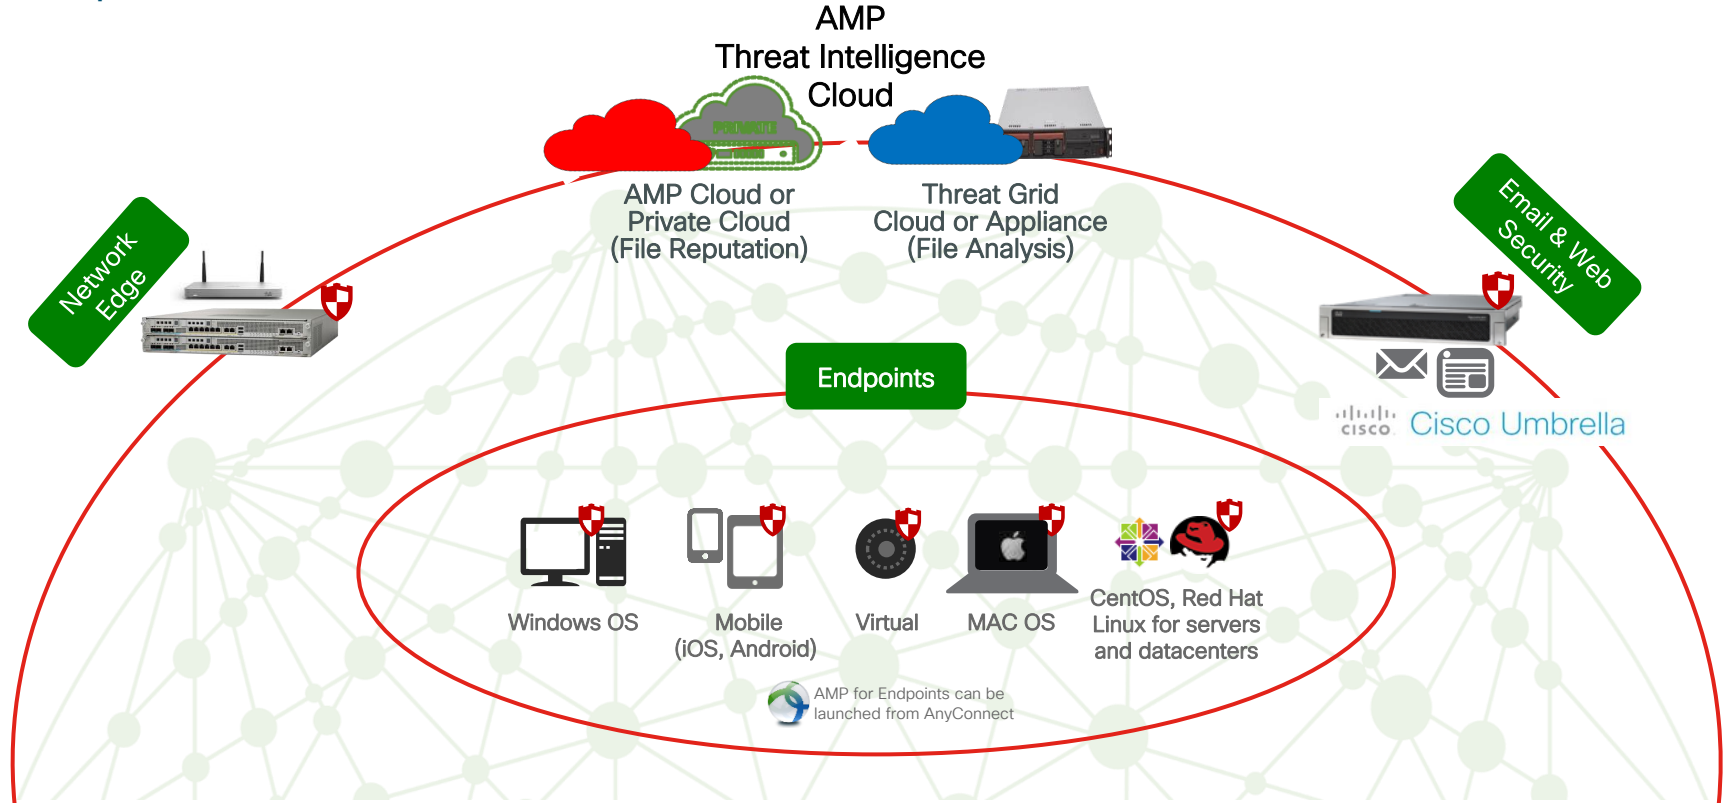 AMP
Threat Intelligence
Cloud
PRIVATE
AMP Cloud or
Private Cloud
(File Reputation)
Threat Grid
Cloud or Appliance
(File Analysis)
Network
Edge
Email & Web
Security
Endpoints
CISCO
Cisco Umbrella
Windows OS
Mobile
(iOS, Android)
Virtual
MAC OS
CentOS, Red Hat
Linux for servers
and datacenters
AMP for Endpoints can be
launched from AnyConnect